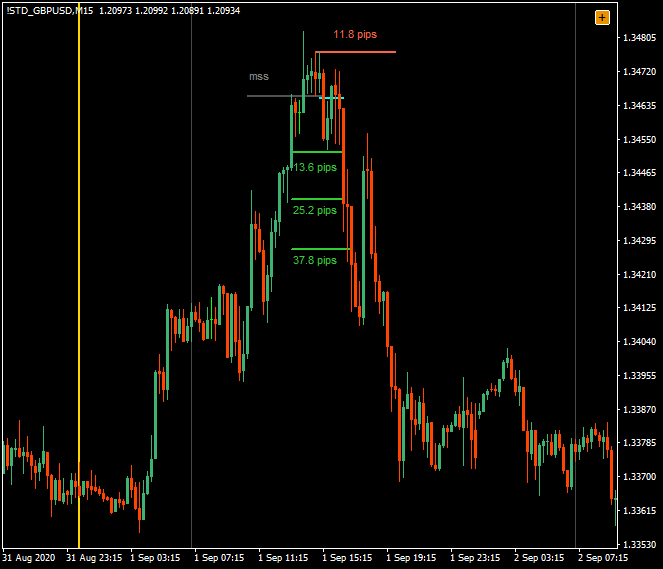 !STD_GBPUSD,M15 1.20973 1.20992 1.20891 1.20934
+
11.8 pips
mss
13.6 pips
25.2 pips
37.8 pips
1.34805
1.34720
1.34635
1.34550
1.34465
1.34380
1.34295
1.34210
1.34125
1.34040
1.33955
1.33870
1.33785
1.33700
1.33615
1.33530
31 Aug 2020
31 Aug 23:15
1 Sep 03:15
1 Sep 07:15
1 Sep 11:15
1 Sep 15:15
1 Sep 19:15
1 Sep 23:15
2 Sep 03:15
2 Sep 07:15